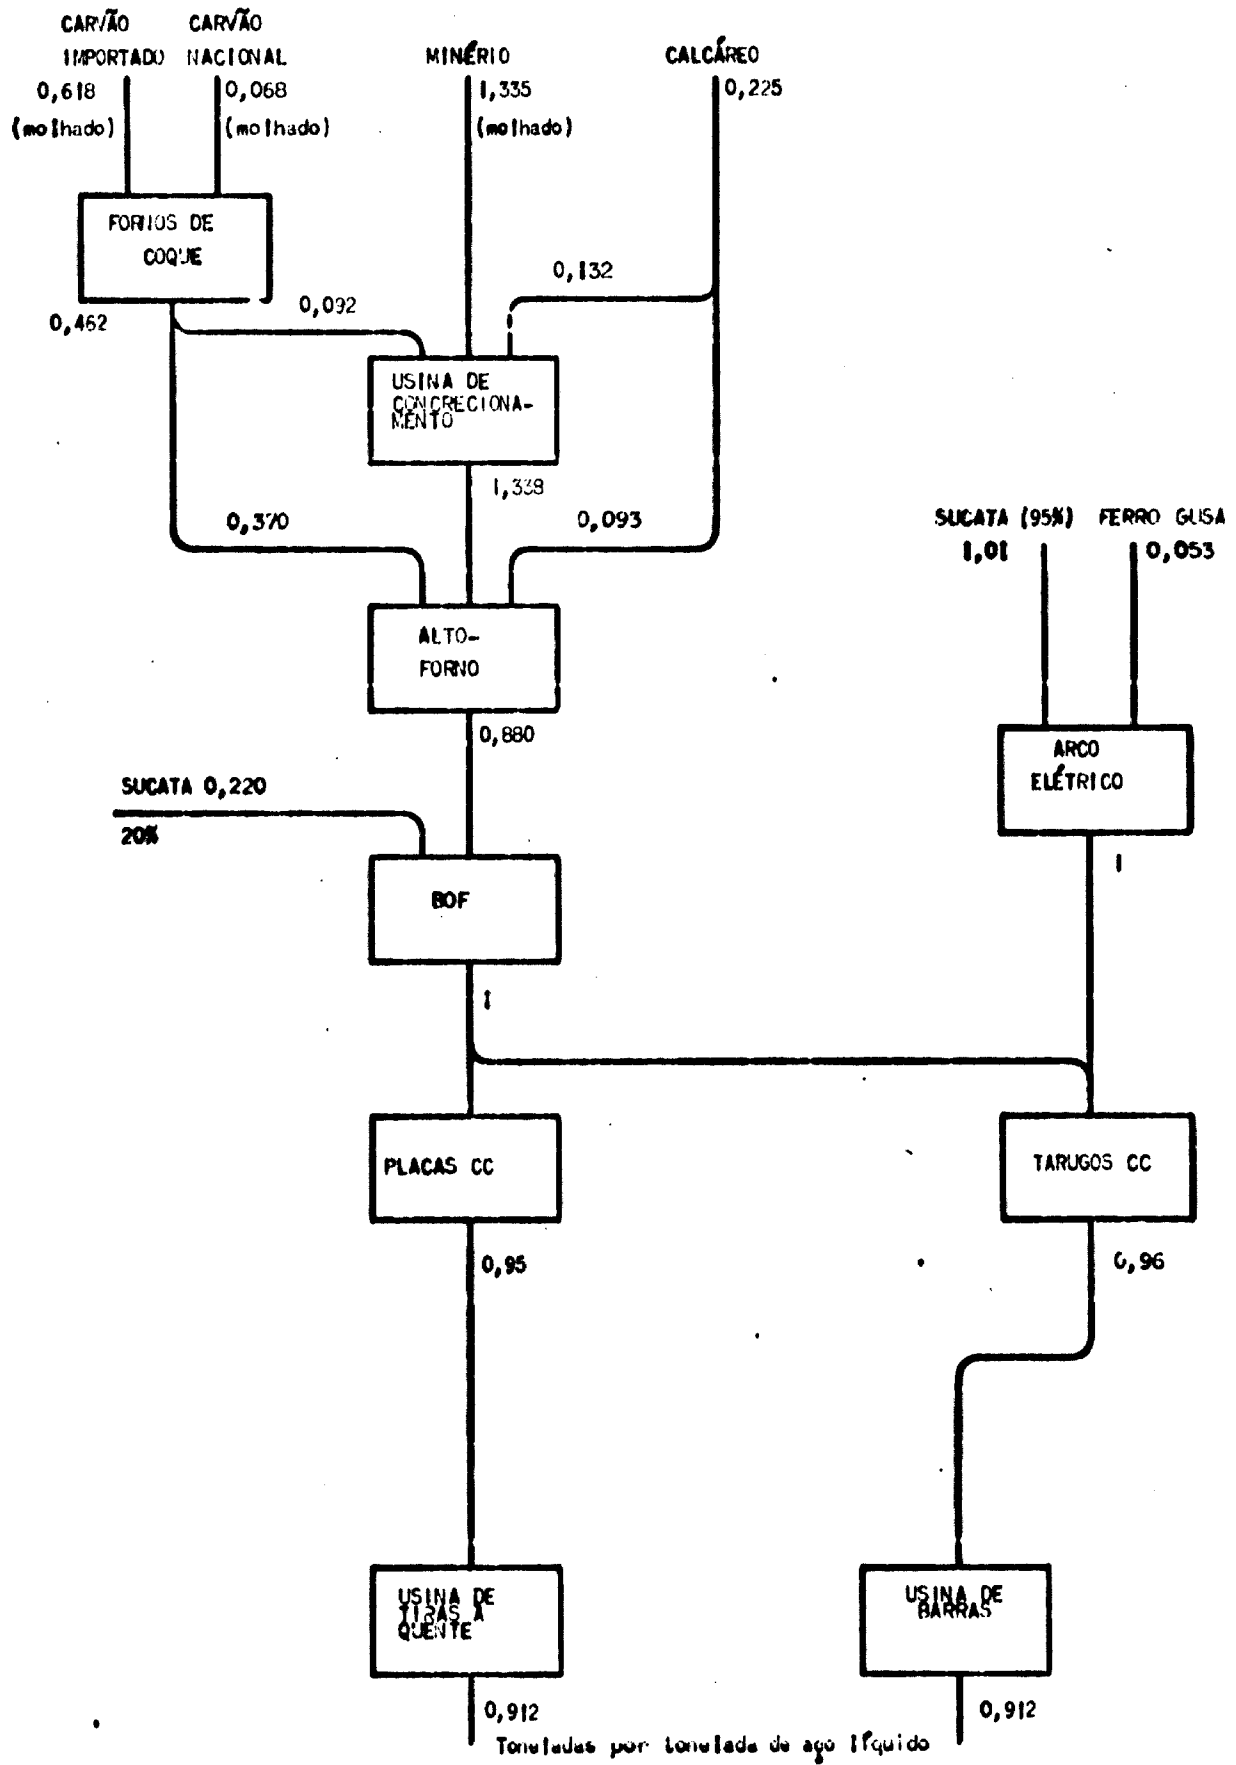 CARVÃO
IMPORTADO
0,618
(molhado)
CARVÃO
NACIONAL
0,068
(molhado)
MINÉRIO
1,335
(molhado)
CALCÁREO
0,225
FORNOS DE
COQUE
0,462
0,092
0,132
USINA DE
CONCRECIONA-
MENTO
1,338
0,370
0,093
SUCATA (95%)
1,01
FERRO GUSA
0,053
ALTO-
FORNO
0,880
ARCO
ELÉTRICO
1
SUCATA 0,220
20%
BOF
1
PLACAS CC
0,95
TARUGOS CC
0,96
USINA DE
TIRAS A
QUENTE
0,912
USINA DE
BARRAS
0,912
Toneladas por tonelada de aço líquido